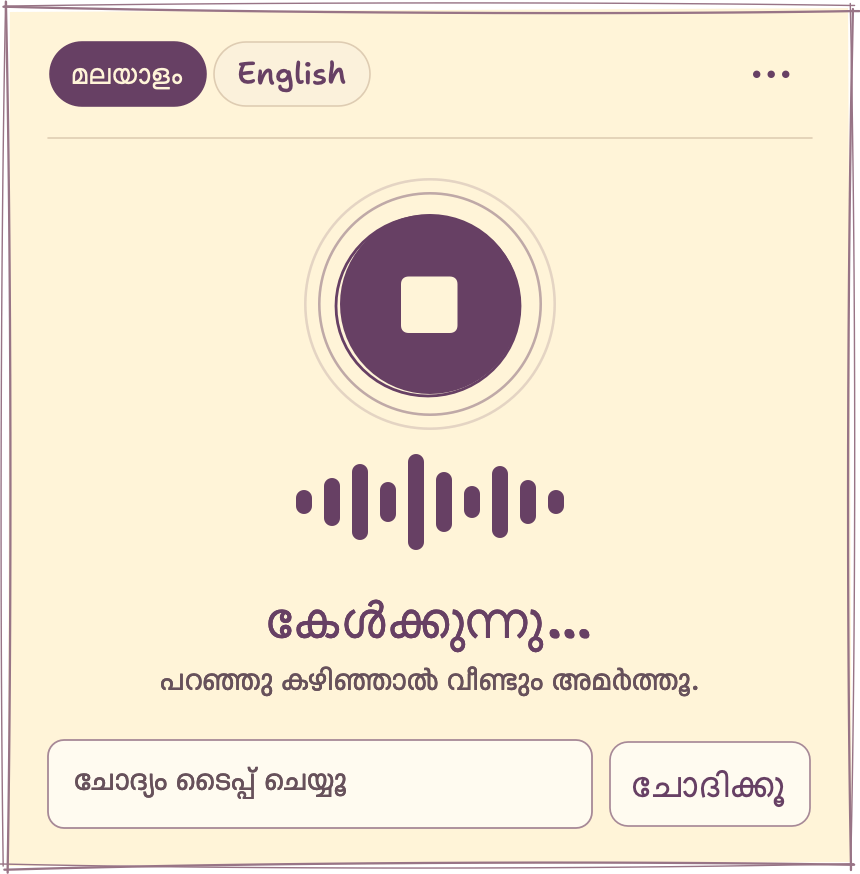 മലയാളം English
കേൾക്കുന്നു...
പറഞ്ഞു കഴിഞ്ഞാൽ വീണ്ടും അമർത്തൂ.
ചോദ്യം ടൈപ്പ് ചെയ്യൂ ചോദിക്കൂ